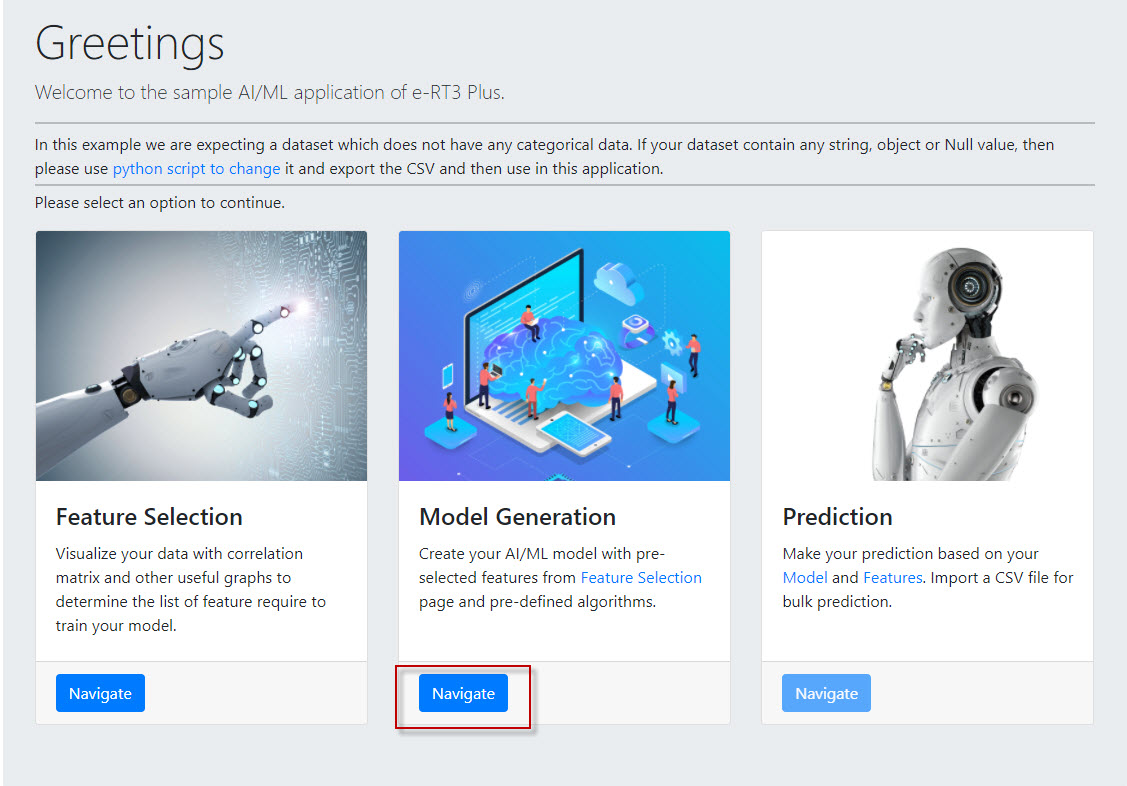 Greetings
Welcome to the sample AI/ML application of e-RT3 Plus.
In this example we are expecting a dataset which does not have any categorical data. If your dataset contain any string, object or Null value, then
please use python script to change it and export the CSV and then use in this application.
Please select an option to continue.
Feature Selection
Visualize your data with correlation
matrix and other useful graphs to
determine the list of feature require to
train your model.
Navigate
Model Generation
Create your AI/ML model with pre-
selected features from Feature Selection
page and pre-defined algorithms.
Navigate
Prediction
Make your prediction based on your
Model and Features. Import a CSV file for
bulk prediction.
Navigate